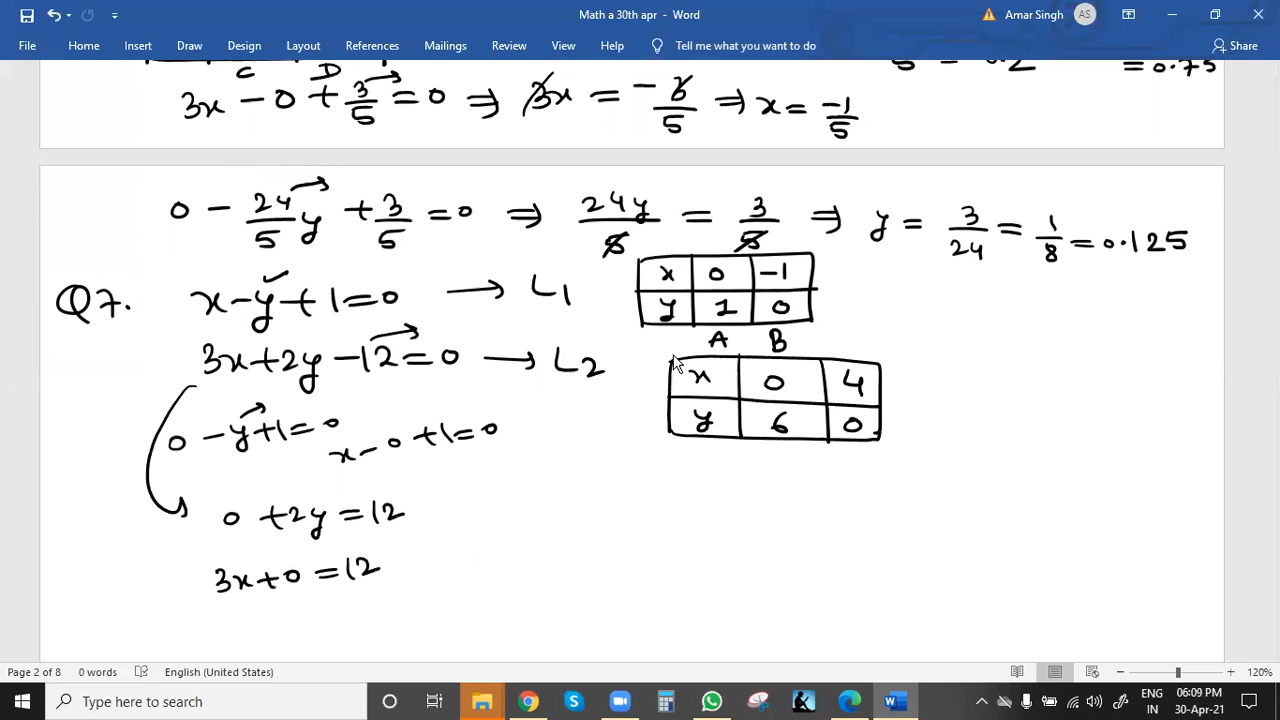 Math a 30th apr - Word
Amar Singh AS
File Home Insert Draw Design Layout References Mailings Review View Help Tell me what you want to do Share
C D
= 0.75
3x - 0 + 3/5 = 0 ⇒ 3x = -3/5 ⇒ x = -1/5
0 - 24/5 y + 3/5 = 0 ⇒ 24y/5 = 3/5 ⇒ y = 3/24 = 1/8 = 0.125
Q7. x - y + 1 = 0 → L1
x 0 -1
y 1 0
A B
3x + 2y - 12 = 0 → L2
x 0 4
y 6 0
0 - y + 1 = 0 x - 0 + 1 = 0
0 + 2y = 12
3x + 0 = 12
Page 2 of 8 0 words English (United States) 120%
Type here to search
ENG
IN
06:09 PM
30-Apr-21